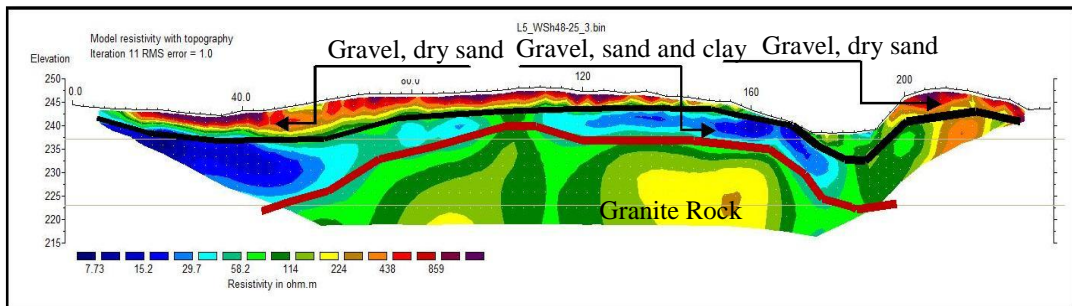 Model resistivity with topography
Iteration 11 RMS error = 1.0
L5_WSh48-25_3.bin
Gravel, dry sand
Gravel, sand and clay
Gravel, dry sand
Elevation
250
245
240
235
230
225
220
215
0.0
40.0
80.0
120
160
200
Granite Rock
7.73 15.2 29.7 58.2 114 224 438 859
Resistivity in ohm.m